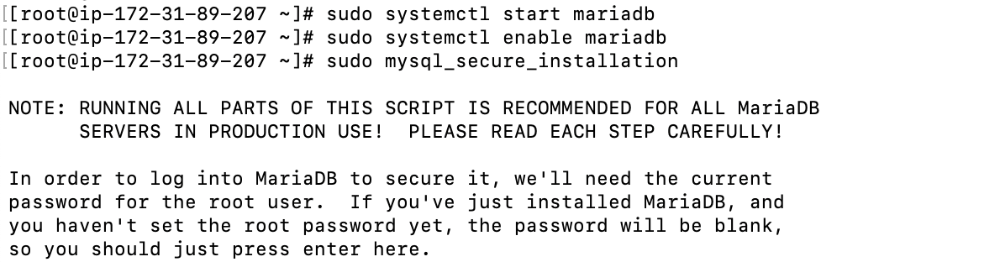 [[root@ip-172-31-89-207 ~]# sudo systemctl start mariadb
[[root@ip-172-31-89-207 ~]# sudo systemctl enable mariadb
[[root@ip-172-31-89-207 ~]# sudo mysql_secure_installation
NOTE: RUNNING ALL PARTS OF THIS SCRIPT IS RECOMMENDED FOR ALL MariaDB
SERVERS IN PRODUCTION USE!  PLEASE READ EACH STEP CAREFULLY!
In order to log into MariaDB to secure it, we'll need the current
password for the root user.  If you've just installed MariaDB, and
you haven't set the root password yet, the password will be blank,
so you should just press enter here.